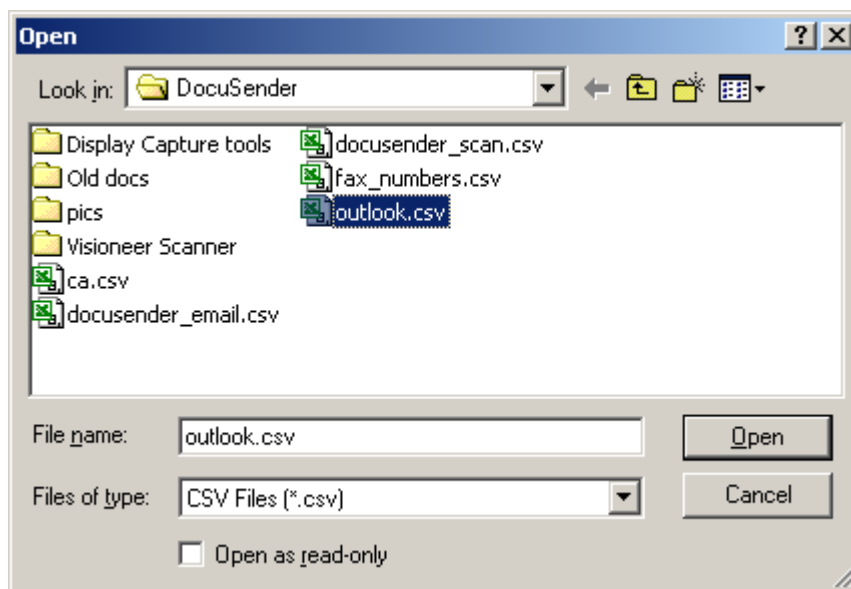 Open
Look in: DocuSender
Display Capture tools
Old docs
pics
Visioneer Scanner
ca.csv
docusender_email.csv
docusender_scan.csv
fax_numbers.csv
outlook.csv
File name: outlook.csv Open
Files of type: CSV Files (*.csv) Cancel
Open as read-only